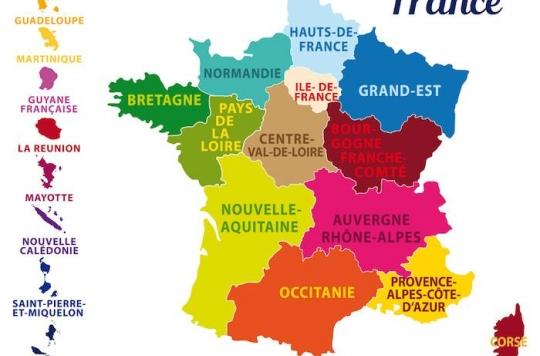 France
GUADELOUPE
MARTINIQUE
GUYANE
FRANÇAISE
LA REUNION
MAYOTTE
NOUVELLE
CALÉDONIE
SAINT-PIERRE-
ET-MIQUELON
HAUTS-DE-
FRANCE
NORMANDIE
ILE- DE-
FRANCE
GRAND-EST
BRETAGNE
PAYS
DE LA
LOIRE
CENTRE-
VAL-DE-LOIRE
BOUR-
GOGNE
FRANCHE-
COMTÉ
NOUVELLE-
AQUITAINE
AUVERGNE
RHÔNE-ALPES
OCCITANIE
PROVENCE-
ALPES-CÔTE-
D'AZUR
CORSE